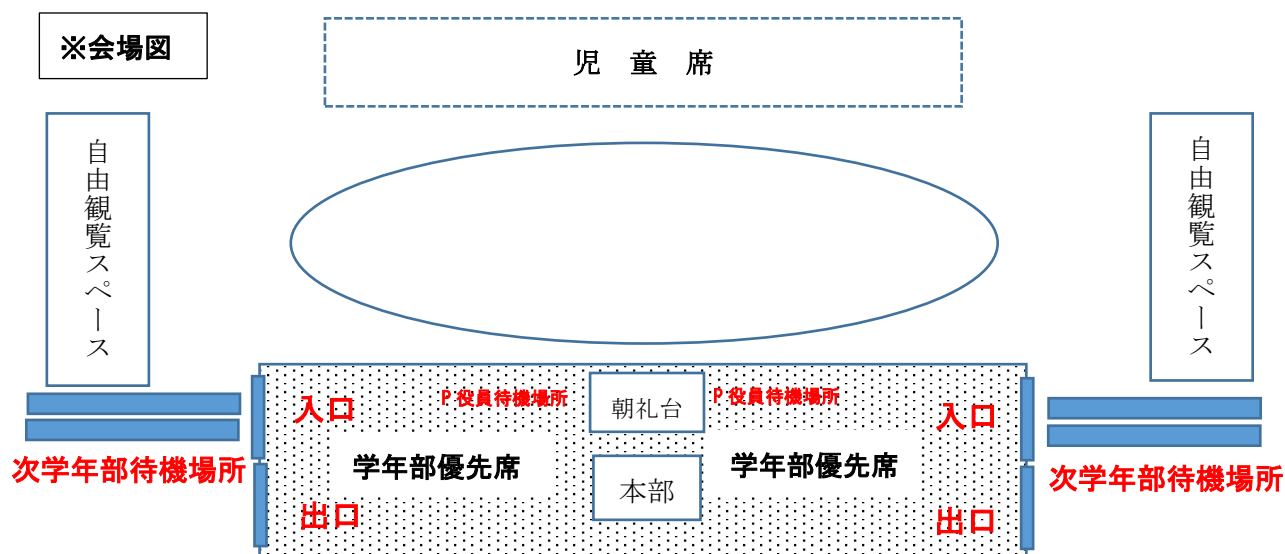 ※会場図
児 童 席
自由観覧スペース
自由観覧スペース
P役員待機場所
朝礼台
P役員待機場所
入口
入口
学年部優先席
学年部優先席
次学年部待機場所
次学年部待機場所
本部
出口
出口